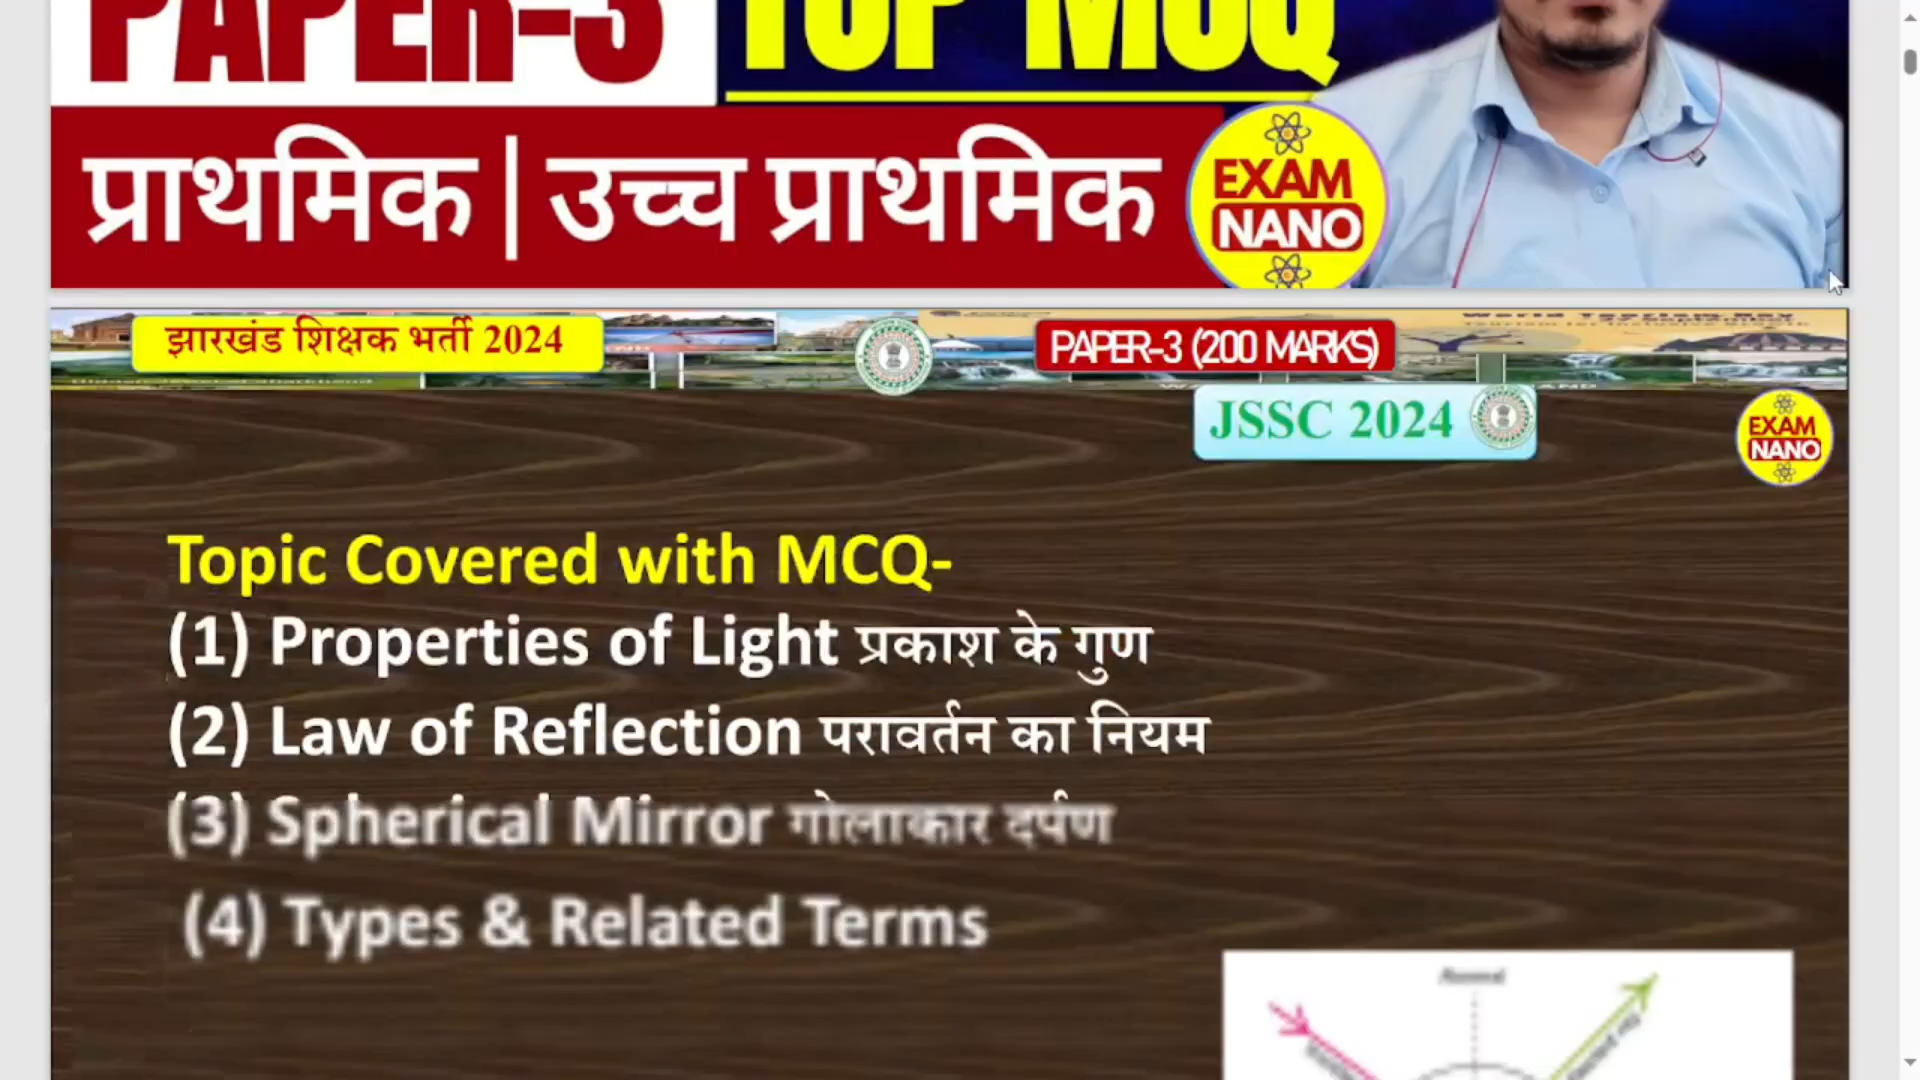 PAPER-3 TOP MCQ
प्राथमिक | उच्च प्राथमिक
EXAM
NANO
झारखंड शिक्षक भर्ती 2024
PAPER-3 (200 MARKS)
JSSC 2024
EXAM
NANO
Topic Covered with MCQ-
(1) Properties of Light प्रकाश के गुण
(2) Law of Reflection परावर्तन का नियम
(3) Spherical Mirror गोलाकार दर्पण
(4) Types & Related Terms
Normal